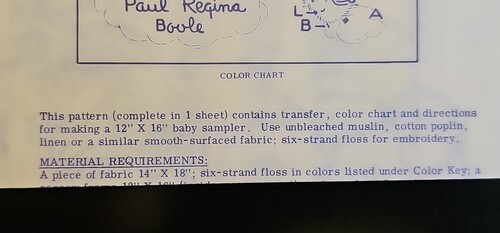 Paul Regina
Bovle
L
A
B
COLOR CHART
This pattern (complete in 1 sheet) contains transfer, color chart and directions
for making a 12" X 16" baby sampler. Use unbleached muslin, cotton poplin,
linen or a similar smooth-surfaced fabric; six-strand floss for embroidery.
MATERIAL REQUIREMENTS:
A piece of fabric 14" X 18"; six-strand floss in colors listed under Color Key; a